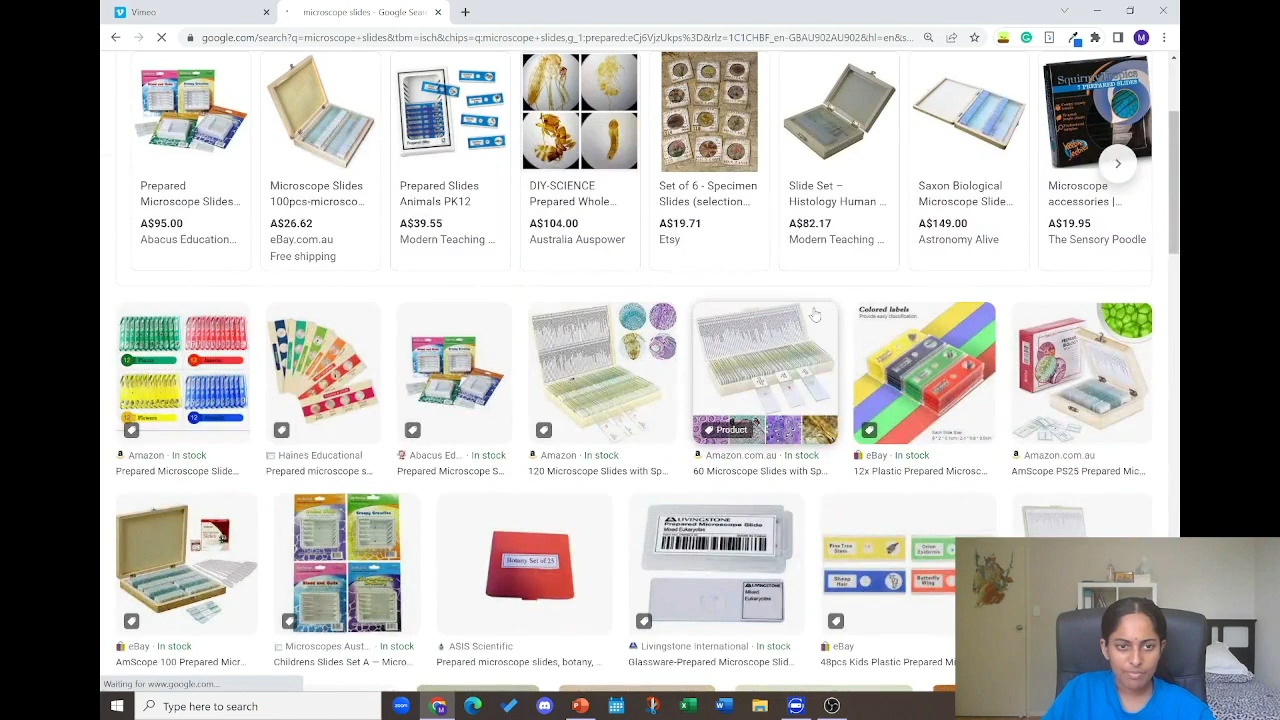 Vimeo
microscope slides - Google Sear
google.com/search?q=microscope+slides&tbm=isch&chips=q:microscope+slides,g_1:prepared:eCj6VjzUkps%3D&rlz=1C1CHBF_en-GBAU902AU902&hl=en&s...
M
Prepared
Microscope Slides...
A$95.00
Abacus Education...
Microscope Slides
100pcs-microsco...
A$26.62
eBay.com.au
Free shipping
Prepared Slides
Animals PK12
A$39.55
Modern Teaching ...
DIY-SCIENCE
Prepared Whole...
A$104.00
Australia Auspower
Set of 6 - Specimen
Slides (selection...
A$19.71
Etsy
Slide Set –
Histology Human ...
A$82.17
Modern Teaching ...
Saxon Biological
Microscope Slide...
A$149.00
Astronomy Alive
Microscope
accessories |...
A$19.95
The Sensory Poodle
Colored labels
Product
Amazon · In stock
Prepared Microscope Slide...
Haines Educational
Prepared microscope s...
Abacus Ed... · In stock
Prepared Microscope S...
Amazon · In stock
120 Microscope Slides with Sp...
Amazon.com.au · In stock
60 Microscope Slides with Sp...
eBay · In stock
12x Plastic Prepared Microsc...
Amazon.com.au
AmScope PS25 Prepared Mic...
Botany Set of 25
LIVINGSTONE
Prepared Microscope Slide
Mixed Eukaryotes
LIVINGSTONE
Mixed
Eukaryotes
Pine Tree
Stem
Onion
Epidermis
Sheep
Hair
Butterfly
Wing
eBay · In stock
AmScope 100 Prepared Micr...
Microscopes Aust... · In stock
Childrens Slides Set A — Micro...
ASIS Scientific
Prepared microscope slides, botany, ...
Livingstone International · In stock
Glassware-Prepared Microscope Slid...
eBay
48pcs Kids Plastic Prepared Mi
Waiting for www.google.com...
Type here to search
zoom